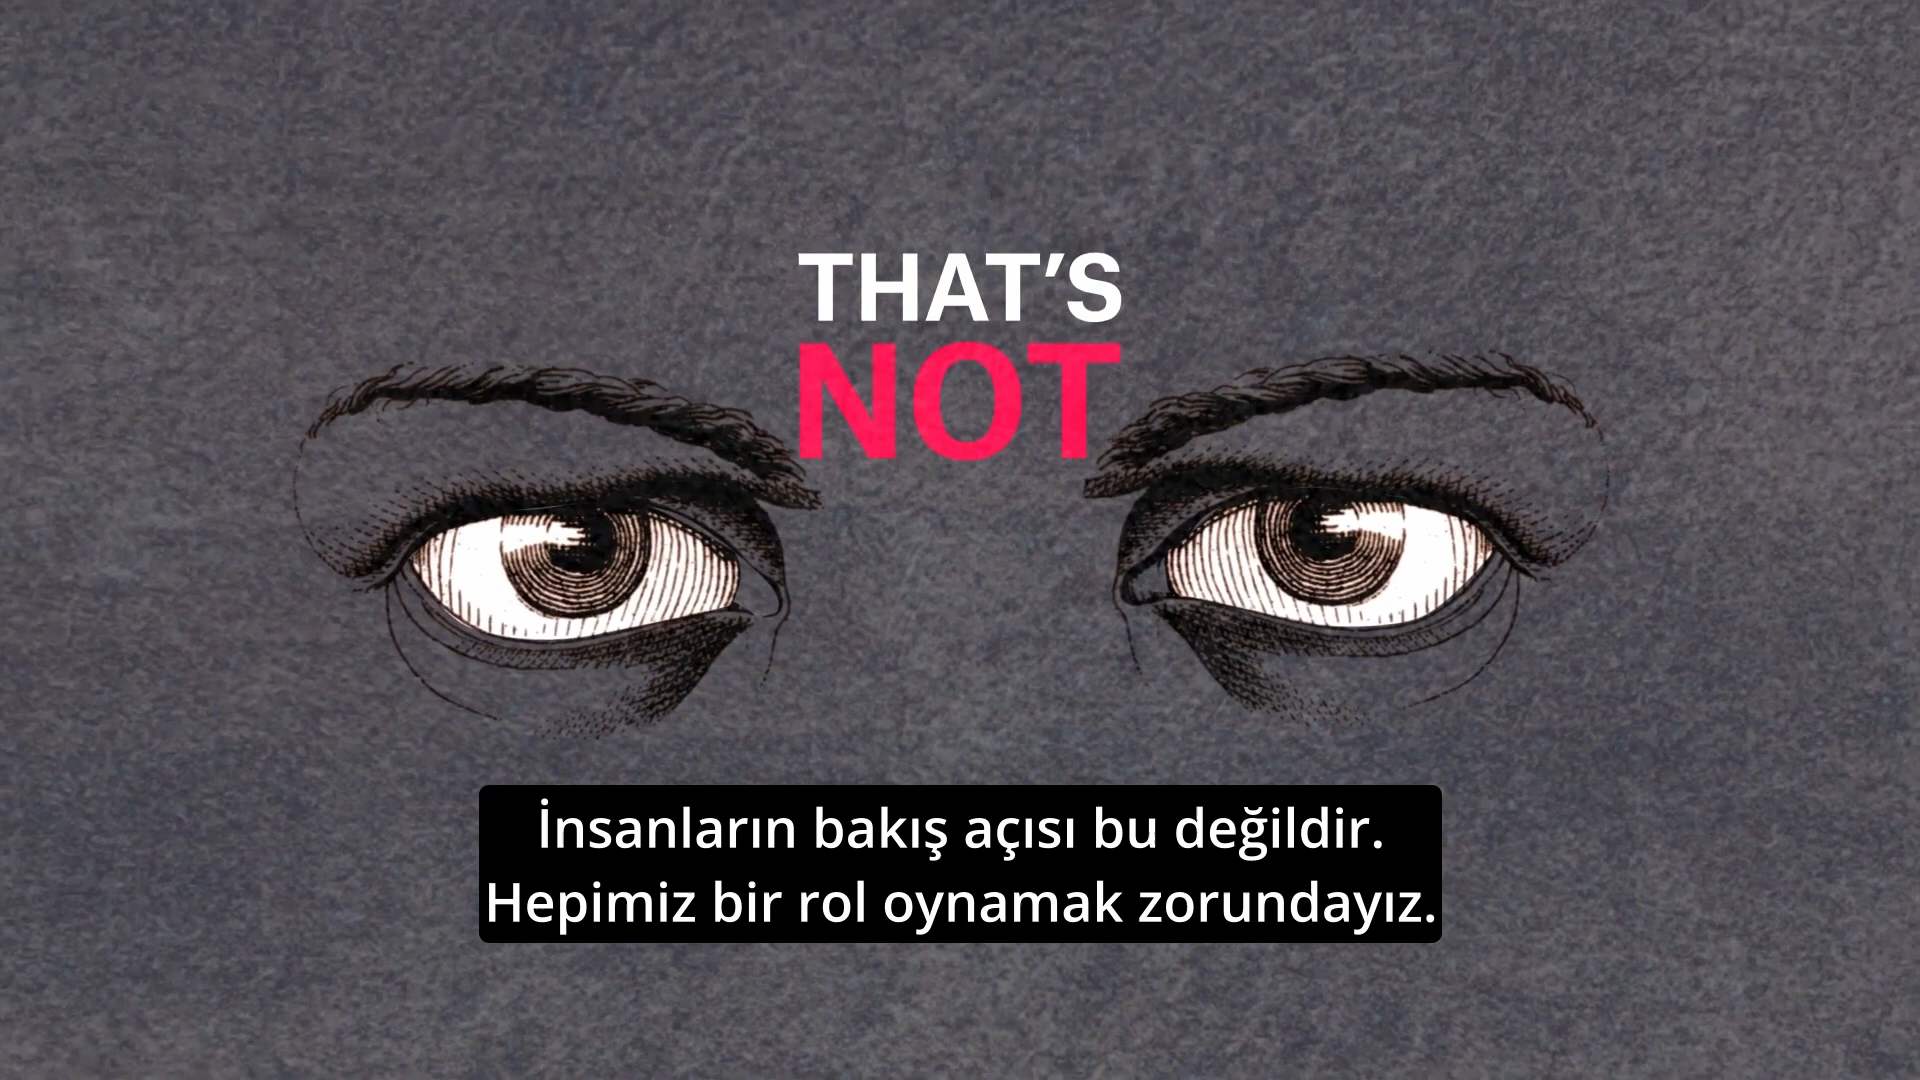 THAT’S
NOT
İnsanların bakış açısı bu değildir.
Hepimiz bir rol oynamak zorundayız.